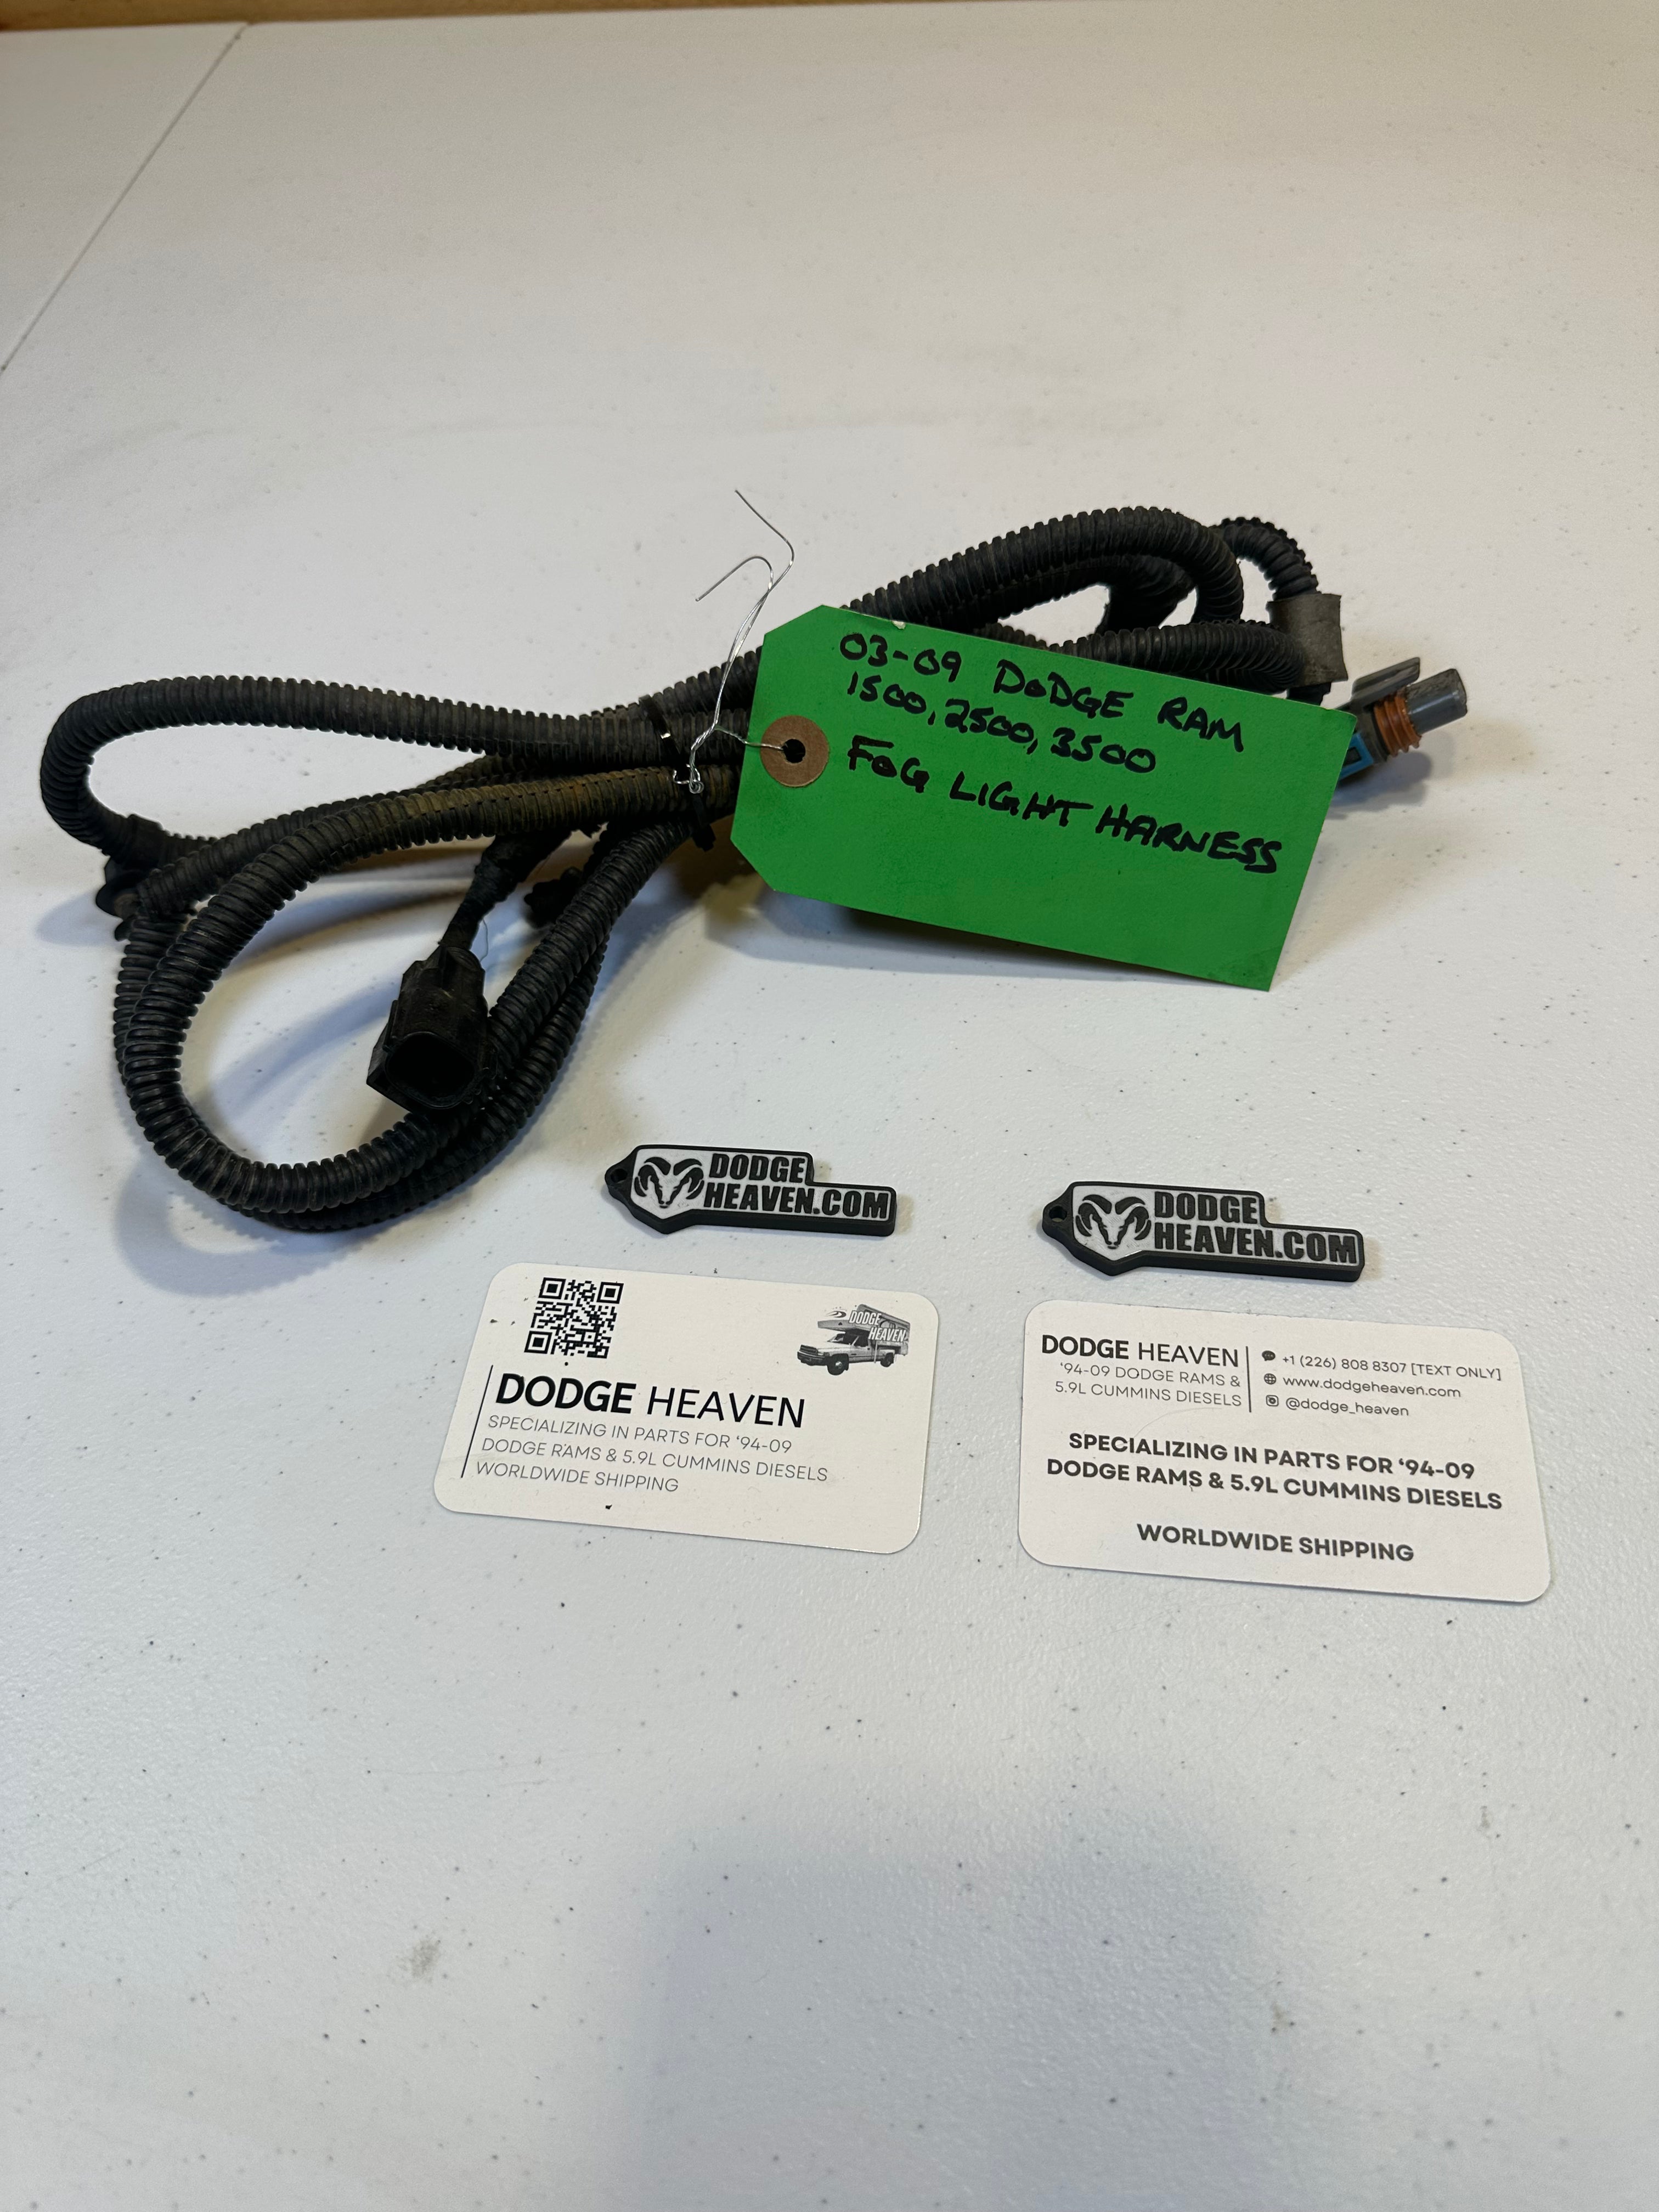 03-09 DODGE RAM
1500, 2500, 3500
FOG LIGHT HARNESS
DODGE
HEAVEN.COM
DODGE
HEAVEN.COM
DODGE
HEAVEN
DODGE HEAVEN
SPECIALIZING IN PARTS FOR ‘94-09
DODGE RAMS & 5.9L CUMMINS DIESELS
WORLDWIDE SHIPPING
DODGE HEAVEN
‘94-09 DODGE RAMS &
5.9L CUMMINS DIESELS
+1 (226) 808 8307 [TEXT ONLY]
www.dodgeheaven.com
@dodge_heaven
SPECIALIZING IN PARTS FOR ‘94-09
DODGE RAMS & 5.9L CUMMINS DIESELS
WORLDWIDE SHIPPING